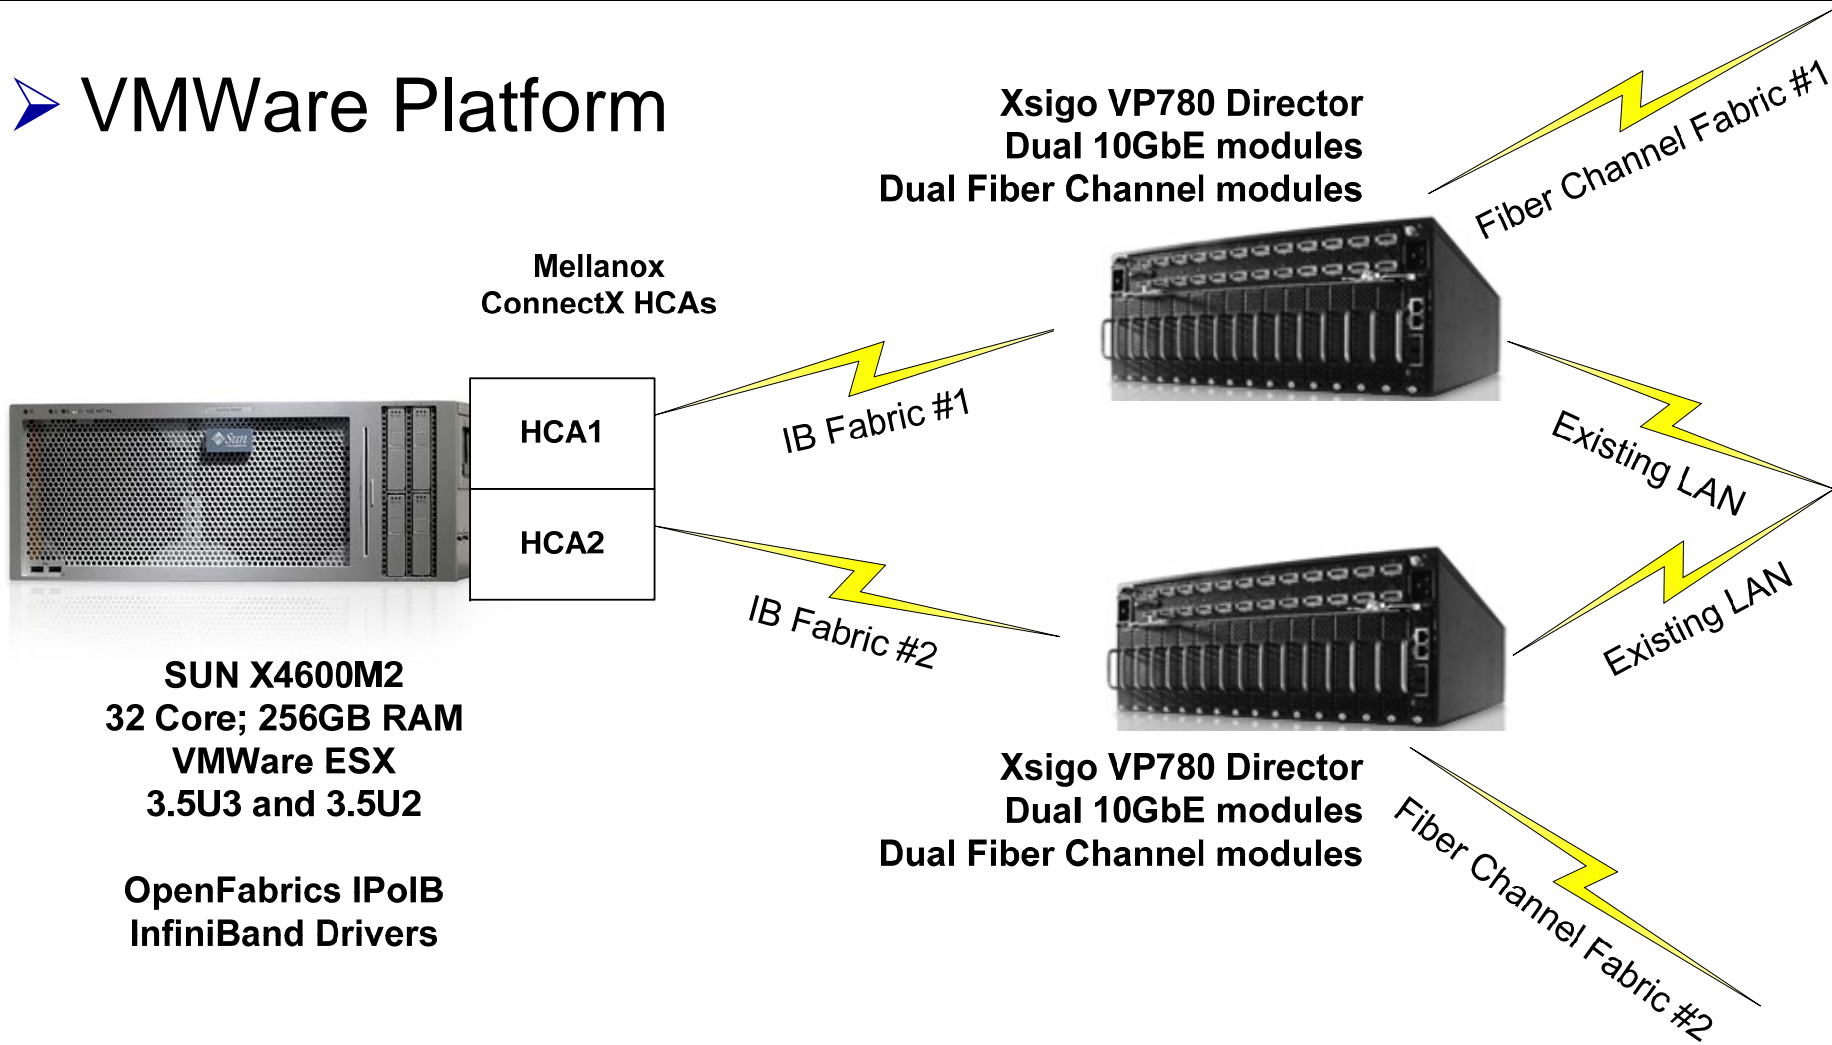 VMWare Platform
Xsigo VP780 Director
Dual 10GbE modules
Dual Fiber Channel modules
Fiber Channel Fabric #1
Mellanox
ConnectX HCAs
HCA1
HCA2
Sun
IB Fabric #1
IB Fabric #2
Existing LAN
Existing LAN
SUN X4600M2
32 Core; 256GB RAM
VMWare ESX
3.5U3 and 3.5U2
OpenFabrics IPoIB
InfiniBand Drivers
Xsigo VP780 Director
Dual 10GbE modules
Dual Fiber Channel modules
Fiber Channel Fabric #2